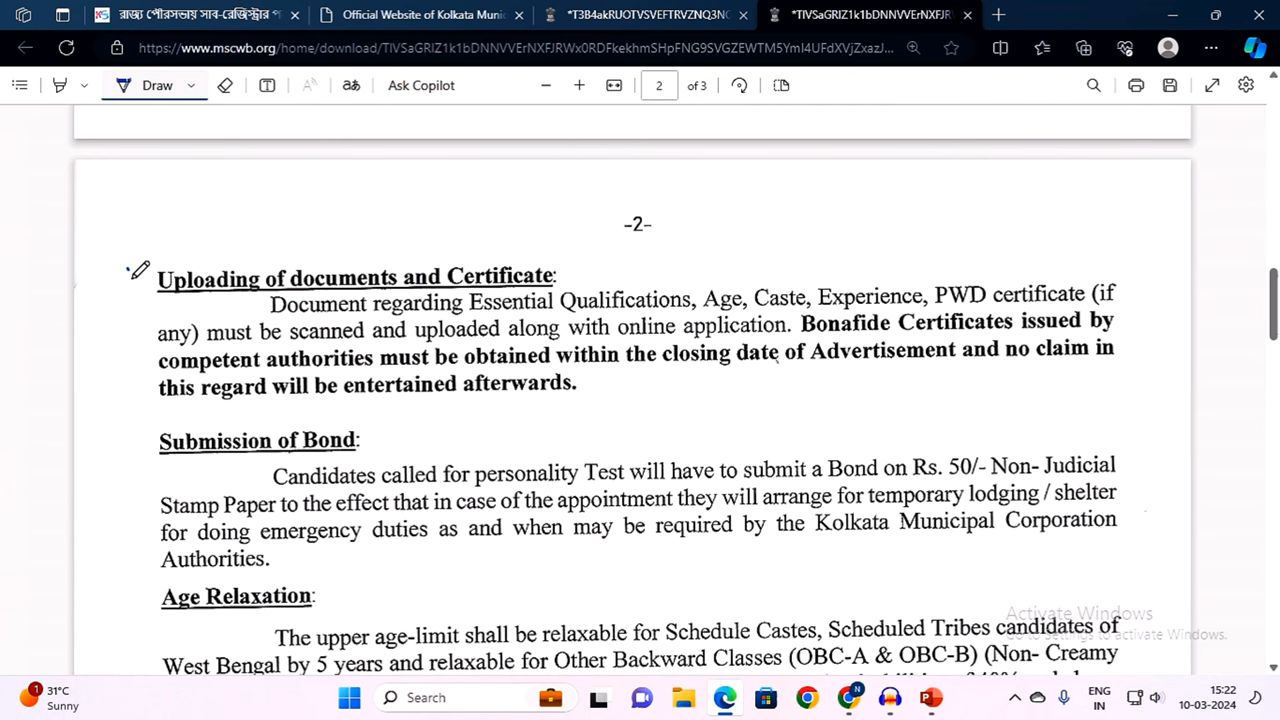 রাজ্য পৌরসভায় সাব-রেজিস্ট্রার প
Official Website of Kolkata Muni
*T3B4akRUOTVSVEFTRVZNQ3NC
*TlVSaGRlZ1k1bDNNVVErNXFJR
https://www.mscwb.org/home/download/TlVSaGRlZ1k1bDNNVVErNXFJRWx0RDFkekhmSHpFNG9SVGZEWTM5YmI4UFdXVjZxazJ...
Draw
Ask Copilot
2 of 3
-2-
Uploading of documents and Certificate:
Document regarding Essential Qualifications, Age, Caste, Experience, PWD certificate (if
any) must be scanned and uploaded along with online application. Bonafide Certificates issued by
competent authorities must be obtained within the closing date of Advertisement and no claim in
this regard will be entertained afterwards.
Submission of Bond:
Candidates called for personality Test will have to submit a Bond on Rs. 50/- Non- Judicial
Stamp Paper to the effect that in case of the appointment they will arrange for temporary lodging / shelter
for doing emergency duties as and when may be required by the Kolkata Municipal Corporation
Authorities.
Age Relaxation:
The upper age-limit shall be relaxable for Schedule Castes, Scheduled Tribes candidates of
West Bengal by 5 years and relaxable for Other Backward Classes (OBC-A & OBC-B) (Non- Creamy
Activate Windows
Go to Settings to activate Windows.
31°C
Sunny
1
Search
N
ENG
IN
15:22
10-03-2024